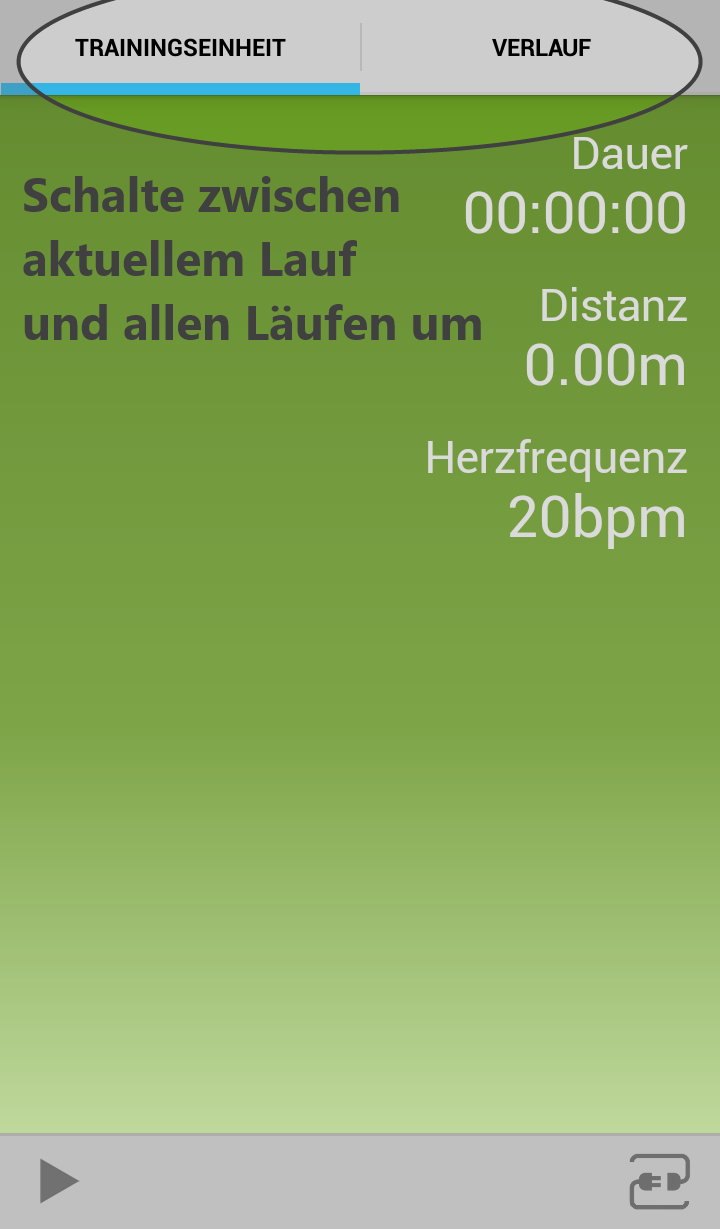 TRAININGSEINHEIT
VERLAUF
Schalte zwischen
aktuellem Lauf
und allen Läufen um
Dauer
00:00:00
Distanz
0.00m
Herzfrequenz
20bpm